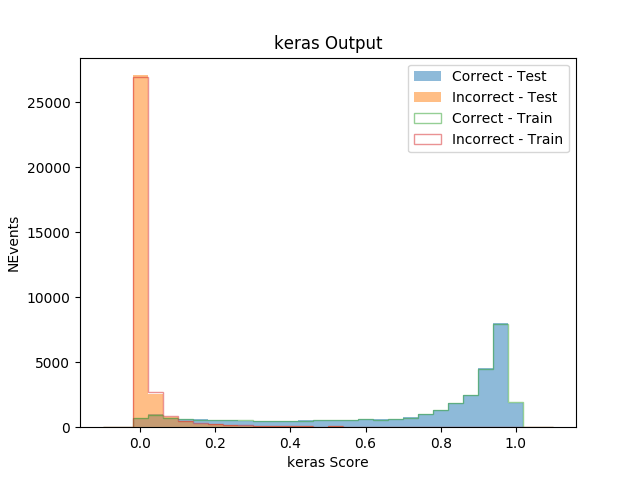 keras Output
Correct - Test
Incorrect - Test
Correct - Train
Incorrect - Train
25000
20000
15000
10000
5000
0
NEvents
0.0 0.2 0.4 0.6 0.8 1.0
keras Score